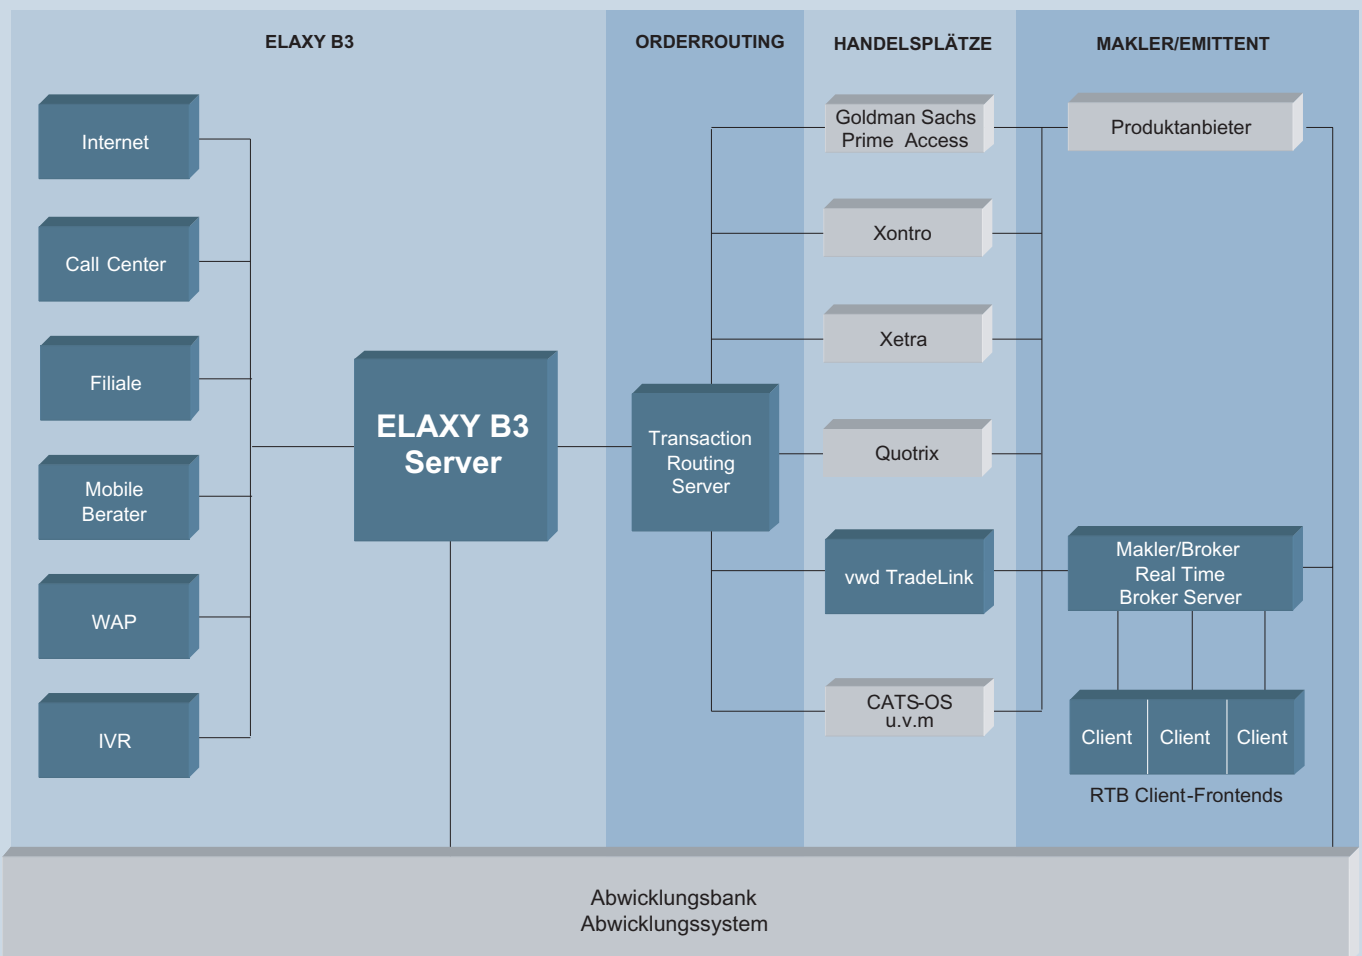 ELAXY B3
ORDERROUTING
HANDELSPLÄTZE
MAKLER/EMITTENT
Internet
Call Center
Filiale
Mobile
Berater
WAP
IVR
ELAXY B3
Server
Transaction
Routing
Server
Goldman Sachs
Prime Access
Xontro
Xetra
Quotrix
vwd TradeLink
CATS-OS
u.v.m
Produktanbieter
Makler/Broker
Real Time
Broker Server
Client
Client
Client
RTB Client-Frontends
Abwicklungsbank
Abwicklungssystem